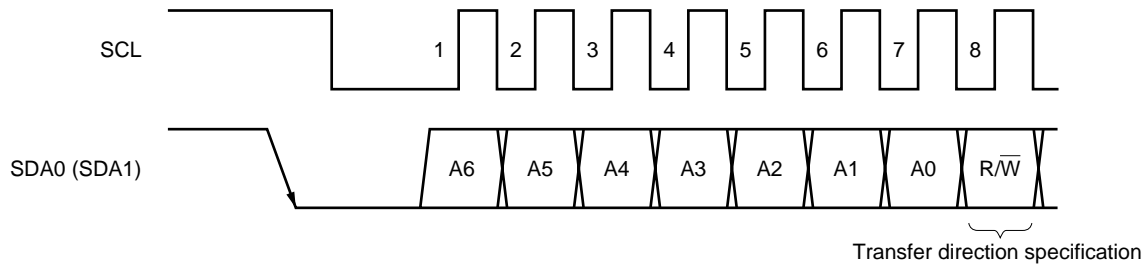 SCL
1 2 3 4 5 6 7 8
SDA0 (SDA1)
A6 A5 A4 A3 A2 A1 A0 R/W̅
Transfer direction specification